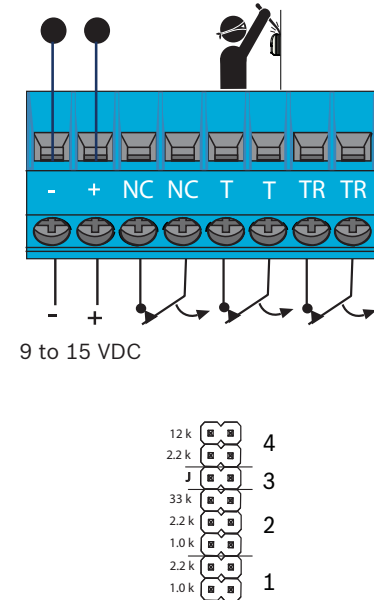 - + NC NC T T TR TR
- +
9 to 15 VDC
12 k
4
2.2 k
J
3
33 k
2.2 k
2
1.0 k
2.2 k
1
1.0 k